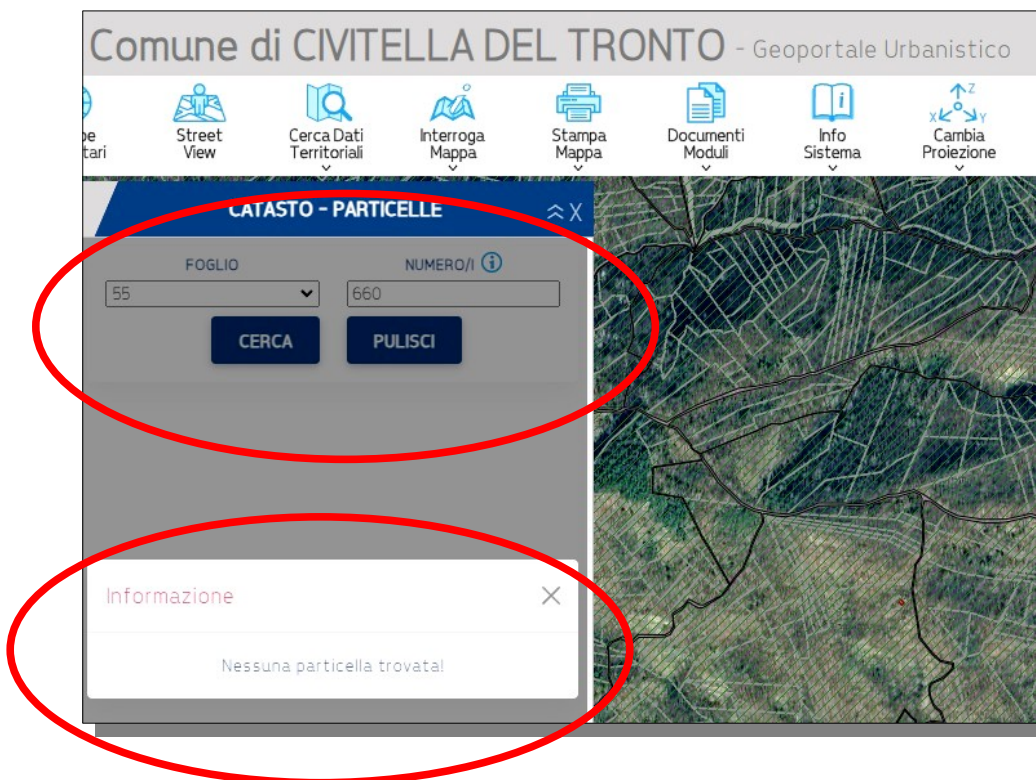 Comune di CIVITELLA DEL TRONTO - Geoportale Urbanistico
Street View
Cerca Dati Territoriali
Interroga Mappa
Stampa Mappa
Documenti Moduli
Info Sistema
Cambia Proiezione
X Z Y
CATASTO - PARTICELLE X
FOGLIO NUMERO/I i
55 660
CERCA PULISCI
Informazione
Nessuna particella trovata!